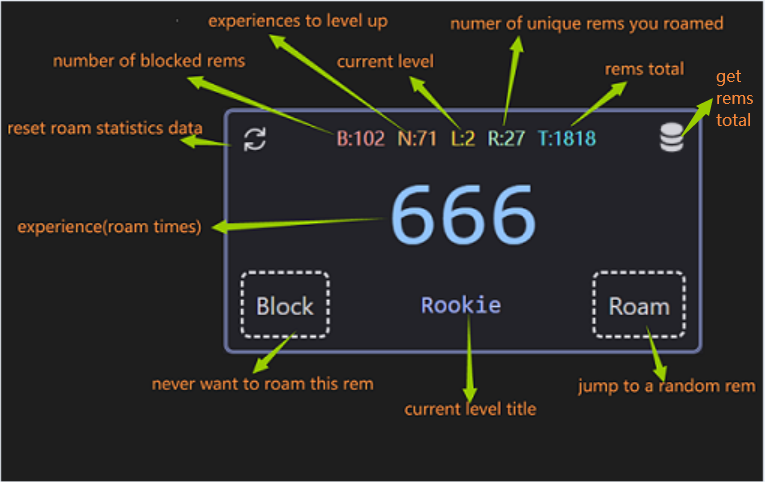 experiences to level up
numer of unique rems you roamed
number of blocked rems
current level
rems total
get
rems
total
reset roam statistics data
B:102 N:71 L:2 R:27 T:1818
experience(roam times)
666
Block
Rookie
Roam
never want to roam this rem
jump to a random rem
current level title